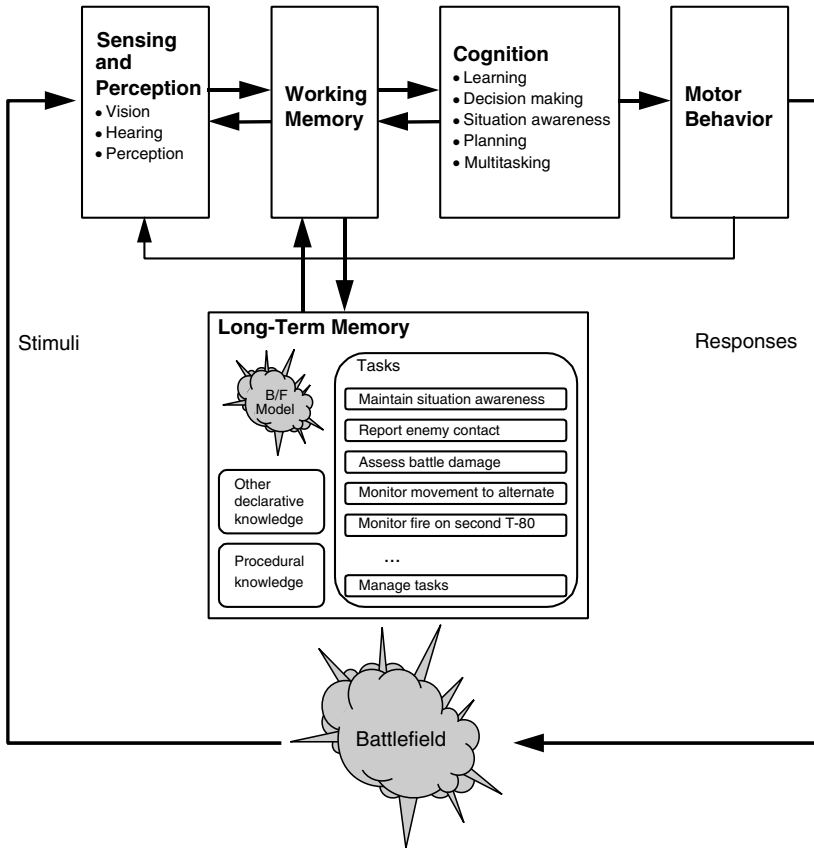 Sensing
and
Perception
• Vision
• Hearing
• Perception
Working
Memory
Cognition
• Learning
• Decision making
• Situation awareness
• Planning
• Multitasking
Motor
Behavior
Stimuli
Responses
Long-Term Memory
B/F
Model
Other
declarative
knowledge
Procedural
knowledge
Tasks
Maintain situation awareness
Report enemy contact
Assess battle damage
Monitor movement to alternate
Monitor fire on second T-80
...
Manage tasks
Battlefield